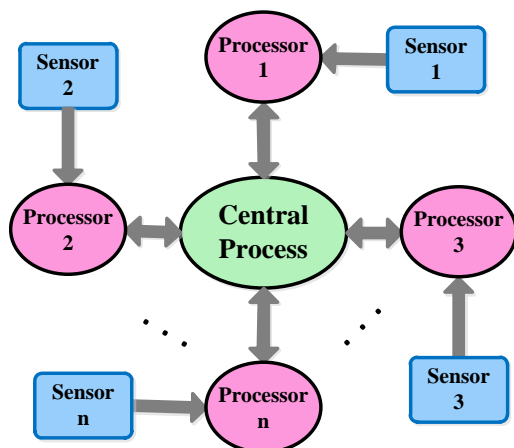 Processor
1
Sensor
1
Sensor
2
Processor
2
Central
Process
Processor
3
Sensor
n
Processor
n
Sensor
3